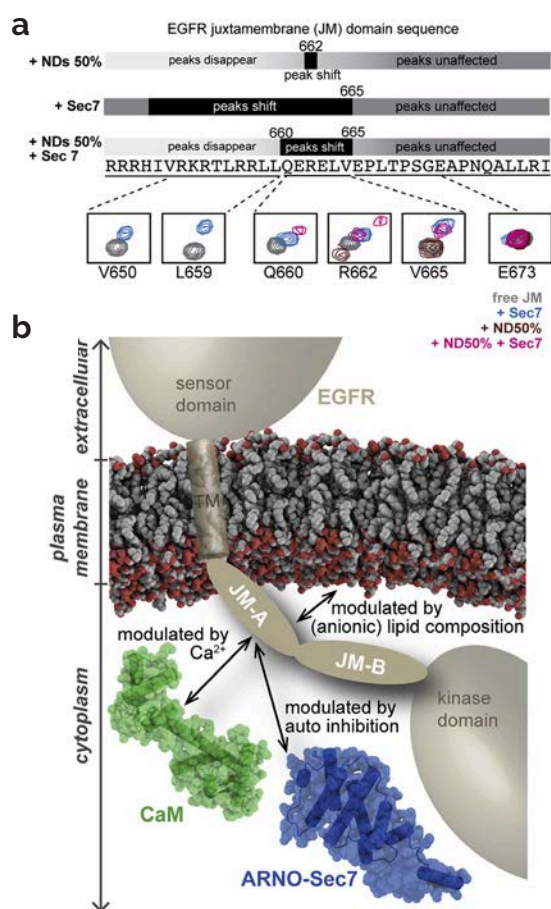 a
EGFR juxtamembrane (JM) domain sequence
662
+ NDs 50%
peaks disappear
peaks unaffected
peak shift
665
+ Sec7
peaks shift
peaks unaffected
+ NDs 50%
+ Sec 7
660
665
peaks disappear
peaks shift
peaks unaffected
RRRHIVRKRTLRRLLQERELVEPLTPSGEAPNQALLRI
V650
L659
Q660
R662
V665
E673
free JM
+ Sec7
+ ND50%
+ ND50% + Sec7
b
extracellular
plasma
membrane
cytoplasm
sensor
domain
EGFR
TM
JM-A
modulated by
(anionic) lipid composition
modulated by
Ca²⁺
JM-B
modulated by
auto inhibition
kinase
domain
CaM
ARNO-Sec7